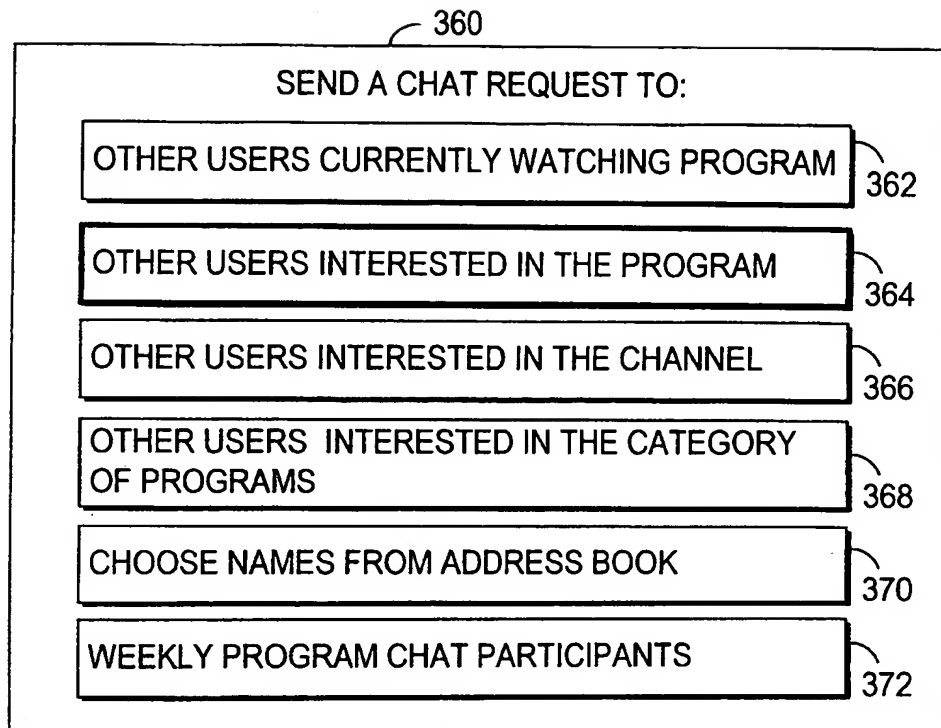 360
SEND A CHAT REQUEST TO:
OTHER USERS CURRENTLY WATCHING PROGRAM
362
OTHER USERS INTERESTED IN THE PROGRAM
364
OTHER USERS INTERESTED IN THE CHANNEL
366
OTHER USERS INTERESTED IN THE CATEGORY
OF PROGRAMS
368
CHOOSE NAMES FROM ADDRESS BOOK
370
WEEKLY PROGRAM CHAT PARTICIPANTS
372